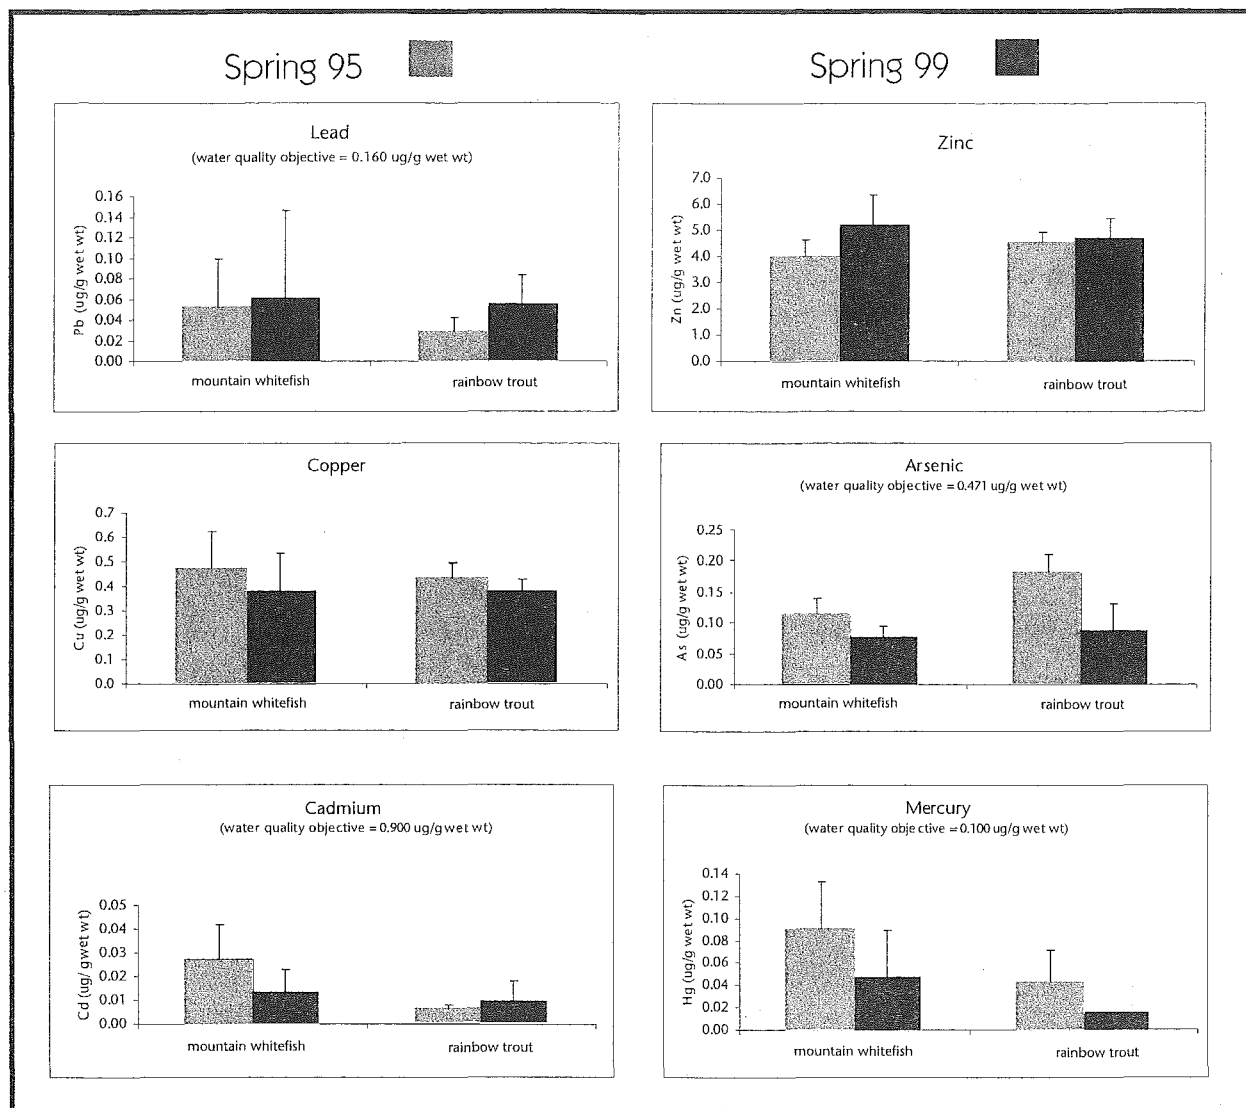 Spring 95
Spring 99
Lead
(water quality objective = 0.160 ug/g wet wt)
Pb (ug/g wet wt)
0.16
0.14
0.12
0.10
0.08
0.06
0.04
0.02
0.00
mountain whitefish
rainbow trout
Zinc
Zn (ug/g wet wt)
7.0
6.0
5.0
4.0
3.0
2.0
1.0
0.0
mountain whitefish
rainbow trout
Copper
Cu (ug/g wet wt)
0.7
0.6
0.5
0.4
0.3
0.2
0.1
0.0
mountain whitefish
rainbow trout
Arsenic
(water quality objective = 0.471 ug/g wet wt)
As (ug/g wet wt)
0.25
0.20
0.15
0.10
0.05
0.00
mountain whitefish
rainbow trout
Cadmium
(water quality objective = 0.900 ug/g wet wt)
Cd (ug/ gwet wt)
0.05
0.04
0.03
0.02
0.01
0.00
mountain whitefish
rainbow trout
Mercury
(water quality objective = 0.100 ug/g wet wt)
Hg (ug/g wet wt)
0.14
0.12
0.10
0.08
0.06
0.04
0.02
0.00
mountain whitefish
rainbow trout